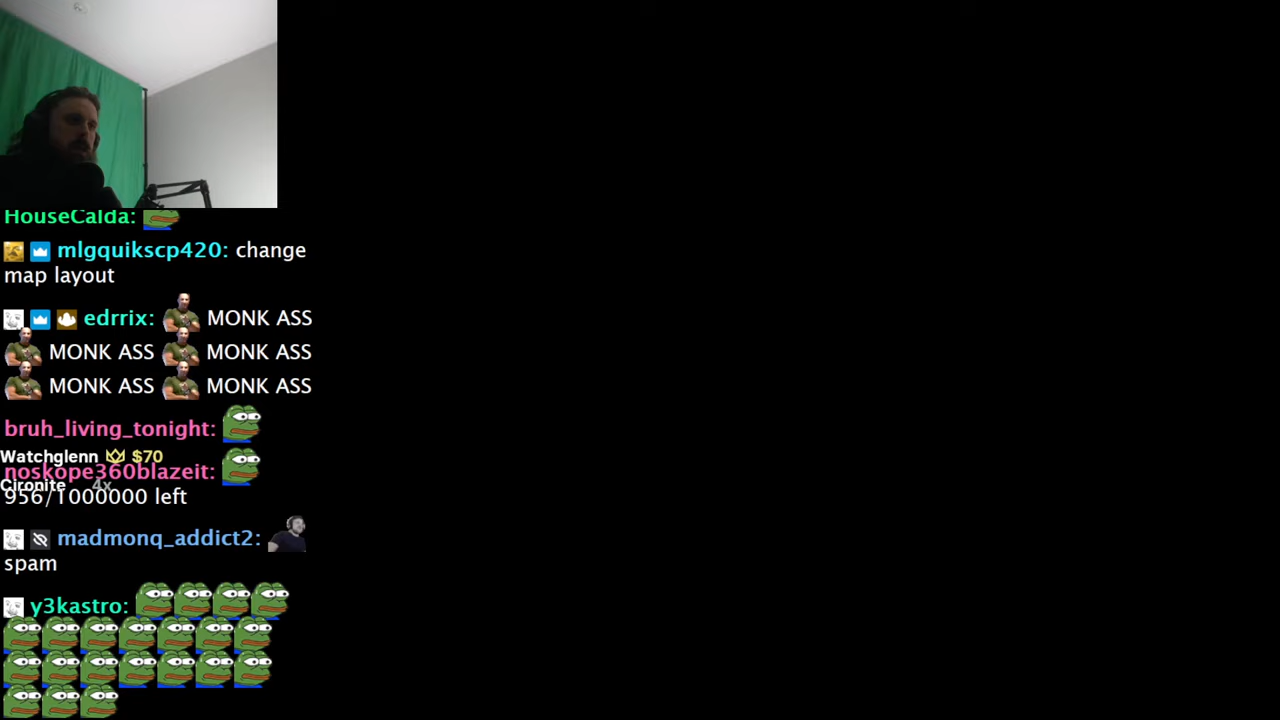 HouseCalda:
mlgquikscp420: change
map layout
edrrix: MONK ASS
MONK ASS MONK ASS
MONK ASS MONK ASS
bruh_living_tonight:
Watchglenn $70
noskope360blazeit:
Cironite 4x
956/1000000 left
madmonq_addict2:
spam
y3kastro: